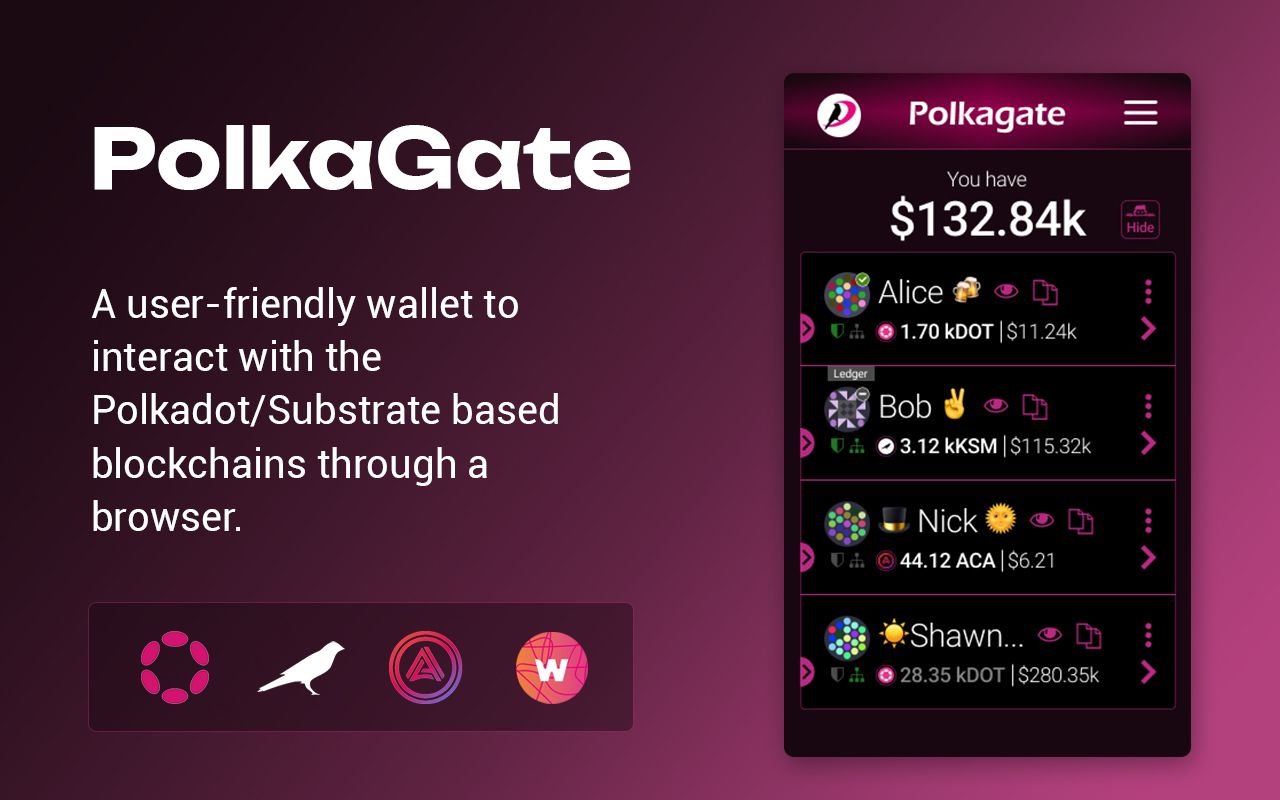 PolkaGate
A user-friendly wallet to
interact with the
Polkadot/Substrate based
blockchains through a
browser.
W
Polkagate
You have
$132.84k
Hide
Alice 🍻
1.70 kDOT | $11.24k
Ledger
Bob ✌️
3.12 kKSM | $115.32k
🎩 Nick 🌞
44.12 ACA | $6.21
☀️Shawn...
28.35 kDOT | $280.35k